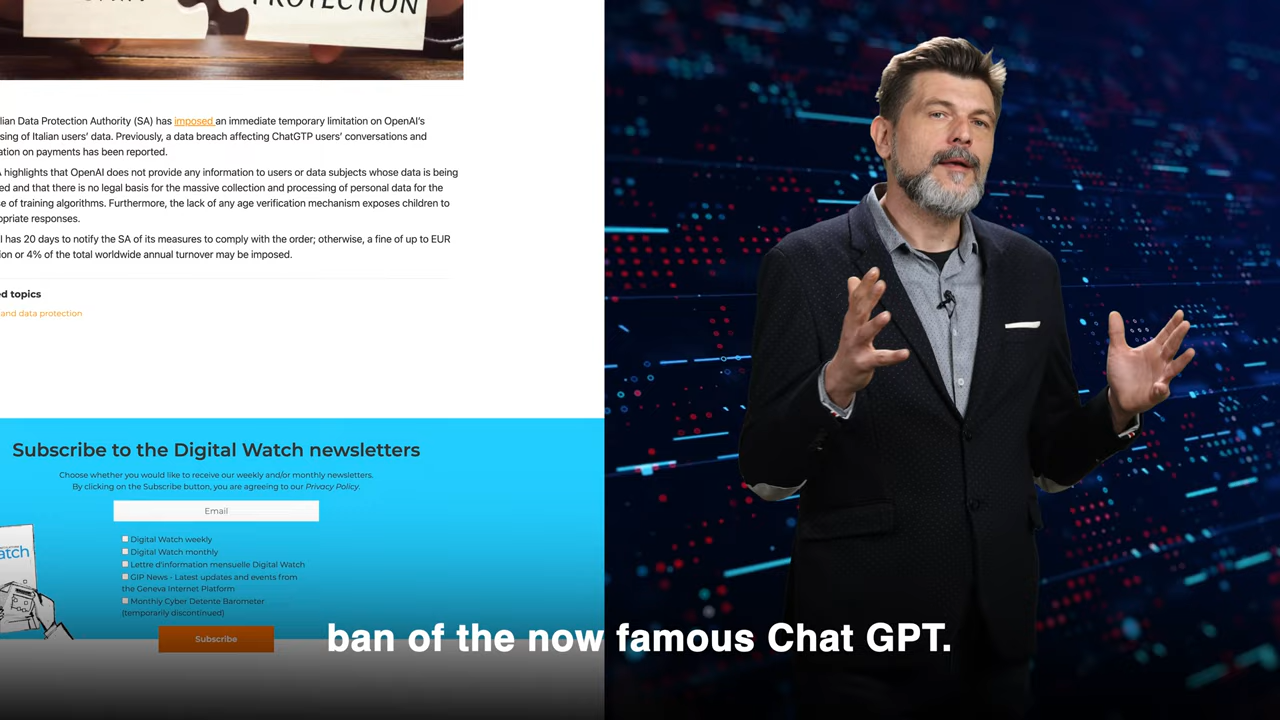 PROTECTION
lian Data Protection Authority (SA) has imposed an immediate temporary limitation on OpenAI's
sing of Italian users' data. Previously, a data breach affecting ChatGTP users' conversations and
ation on payments has been reported.
highlights that OpenAI does not provide any information to users or data subjects whose data is being
ed and that there is no legal basis for the massive collection and processing of personal data for the
se of training algorithms. Furthermore, the lack of any age verification mechanism exposes children to
opriate responses.
I has 20 days to notify the SA of its measures to comply with the order; otherwise, a fine of up to EUR
ion or 4% of the total worldwide annual turnover may be imposed.
ed topics
and data protection
Subscribe to the Digital Watch newsletters
Choose whether you would like to receive our weekly and/or monthly newsletters.
By clicking on the Subscribe button, you are agreeing to our Privacy Policy.
Email
Digital Watch weekly
Digital Watch monthly
Lettre d'information mensuelle Digital Watch
GIP News - Latest updates and events from
the Geneva Internet Platform
Monthly Cyber Detente Barometer
(temporarily discontinued)
atch
Subscribe
ban of the now famous Chat GPT.